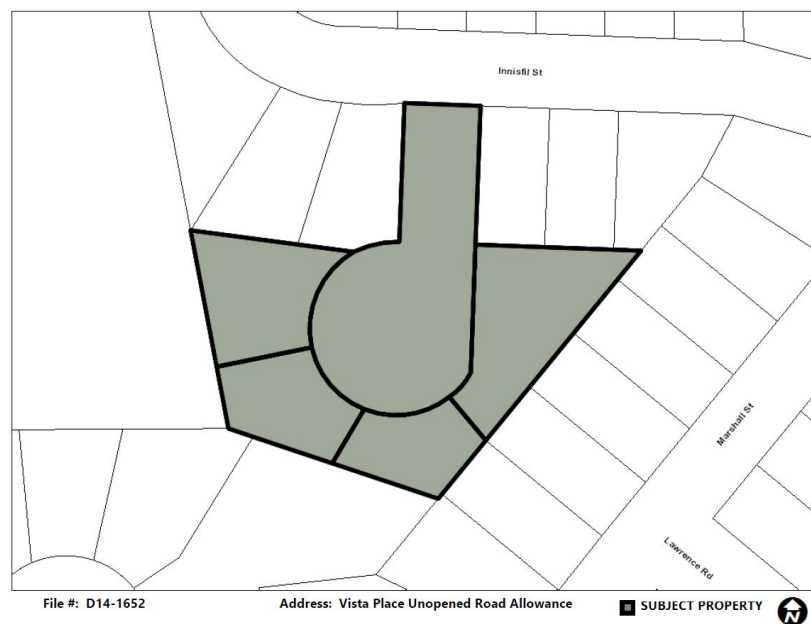 Innisfil St
Marshall St
Lawrence Rd
File #: D14-1652 Address: Vista Place Unopened Road Allowance SUBJECT PROPERTY N